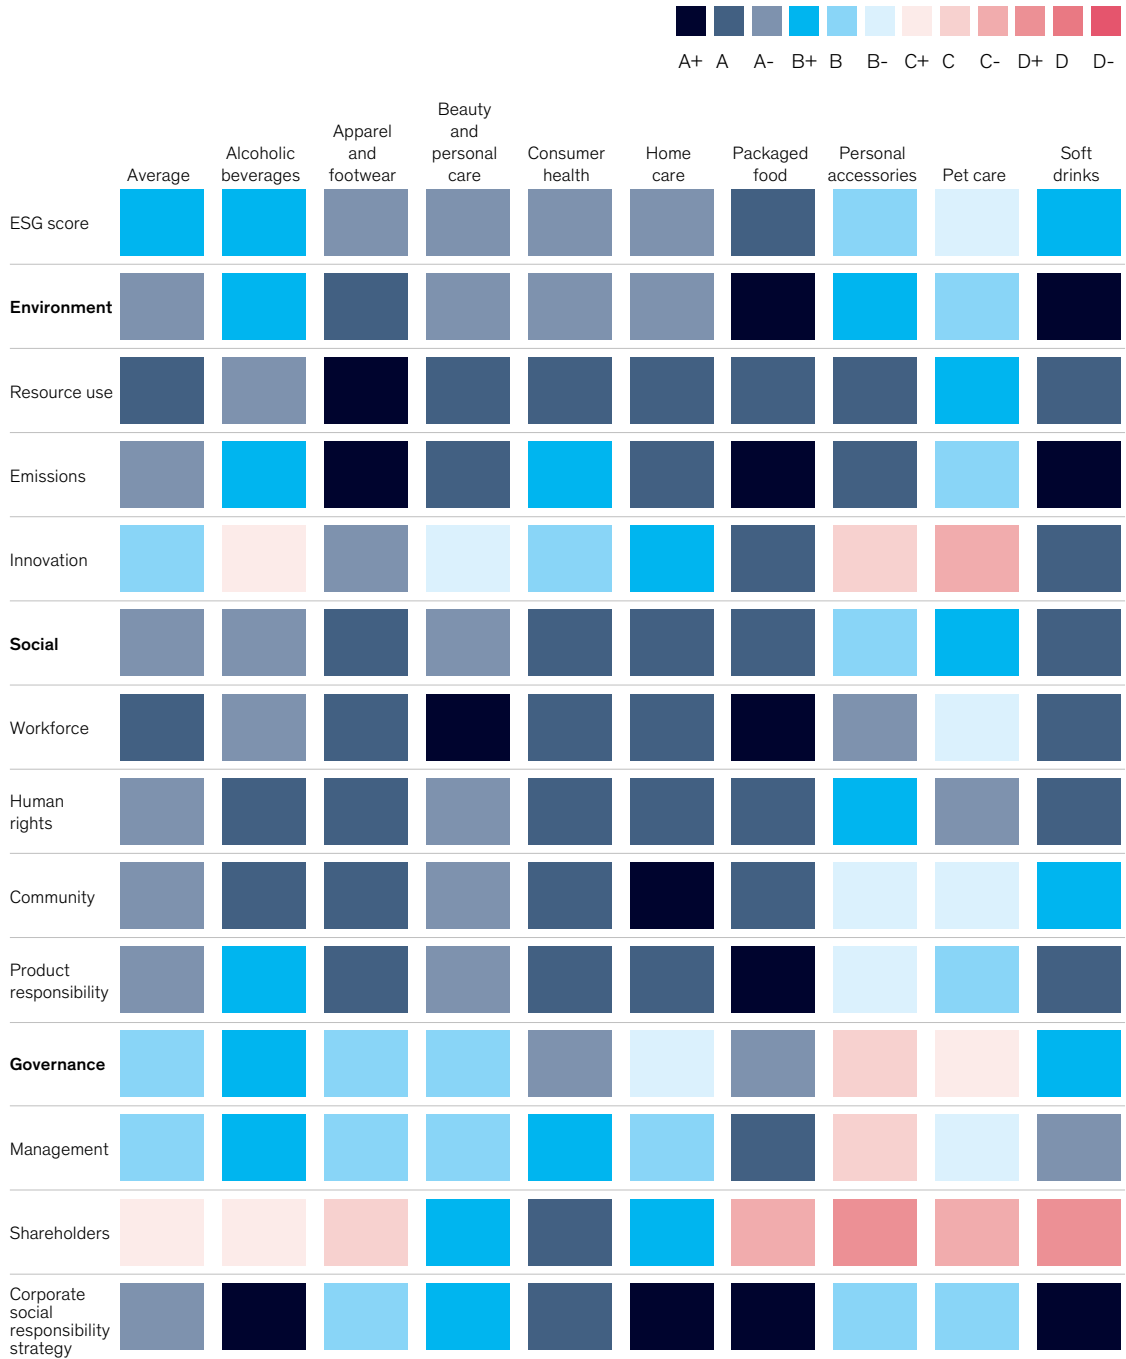 A+ A A- B+ B B- C+ C C- D+ D D-
Average
Alcoholic
beverages
Apparel
and
footwear
Beauty
and
personal
care
Consumer
health
Home
care
Packaged
food
Personal
accessories
Pet care
Soft
drinks
ESG score
Environment
Resource use
Emissions
Innovation
Social
Workforce
Human
rights
Community
Product
responsibility
Governance
Management
Shareholders
Corporate
social
responsibility
strategy